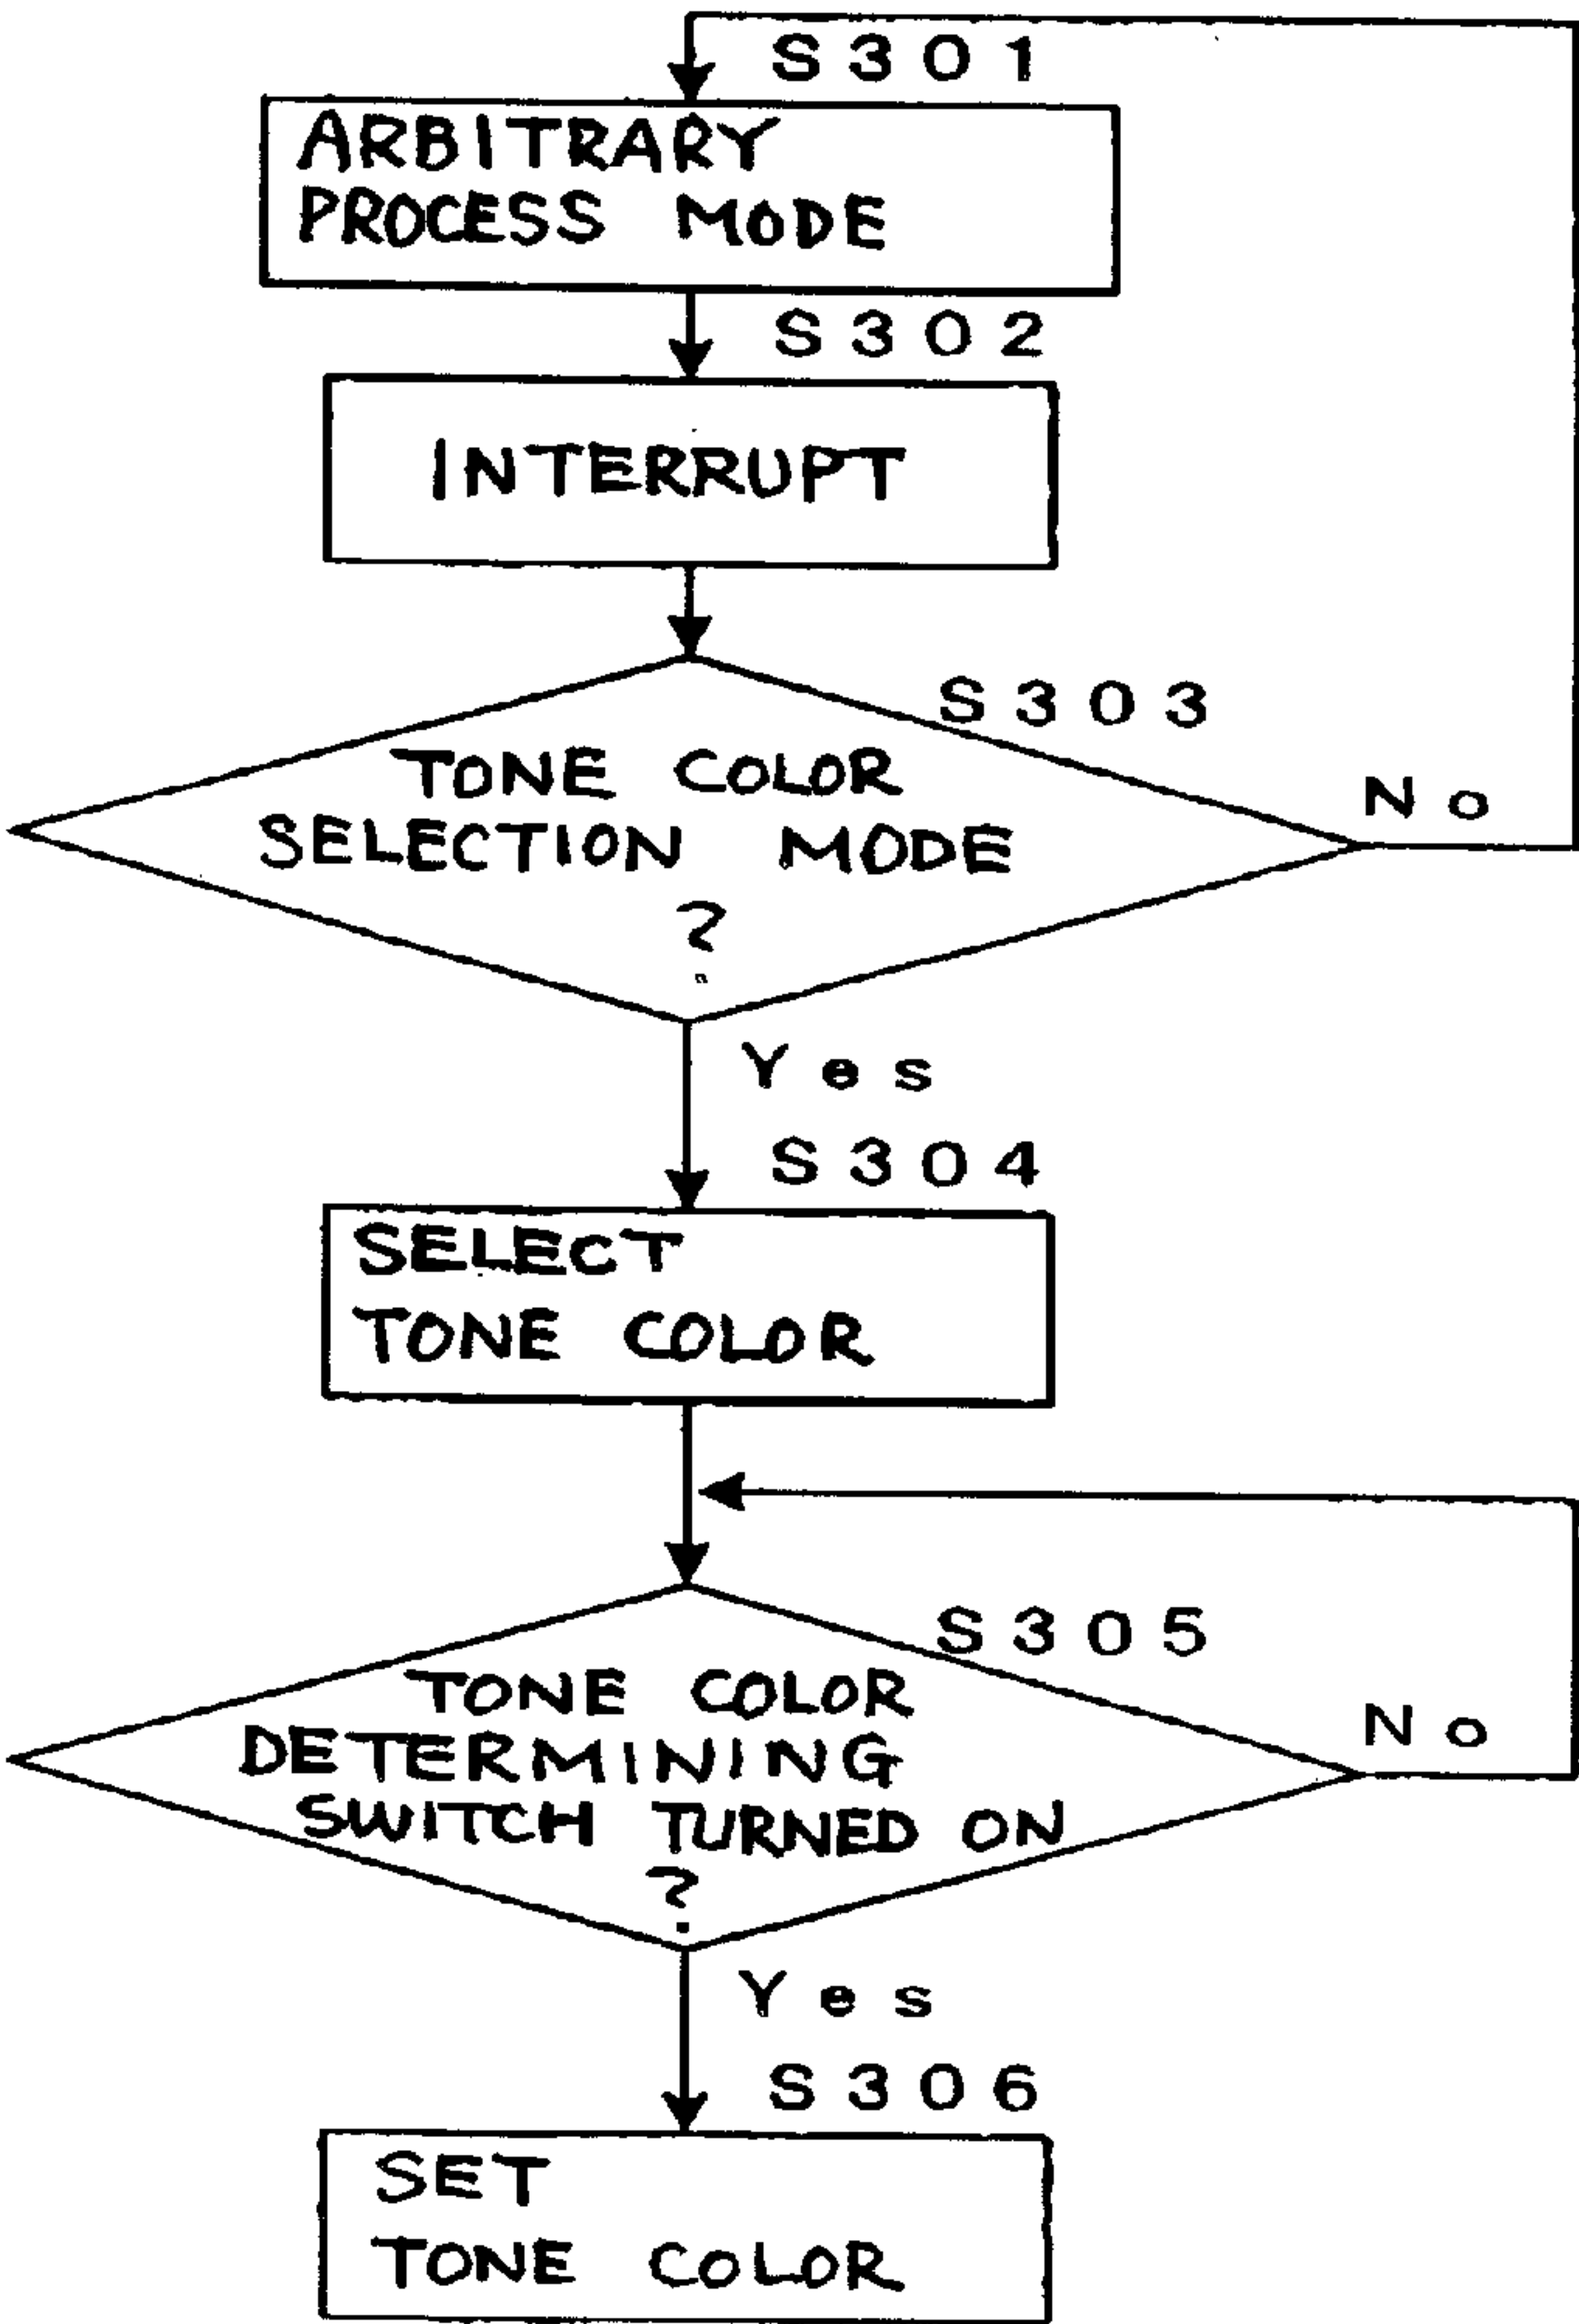 S301
ARBITRARY
PROCESS MODE
S302
INTERRUPT
S303
TONE COLOR
SELECTION MODE
?
No
Yes
S304
SELECT
TONE COLOR
S305
TONE COLOR
DETERMINING
SWITCH TURNED ON
?
No
Yes
S306
SET
TONE COLOR